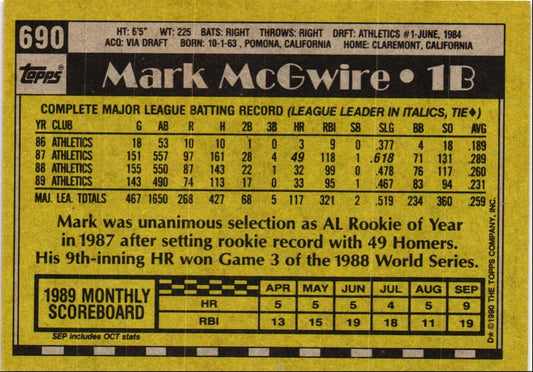 690
HT: 6'5" WT: 225 BATS: RIGHT THROWS: RIGHT DRFT: ATHLETICS #1-JUNE, 1984
ACQ: VIA DRAFT BORN: 10-1-63, POMONA, CALIFORNIA HOME: CLAREMONT, CALIFORNIA
Topps® Mark McGwire • 1B
COMPLETE MAJOR LEAGUE BATTING RECORD (LEAGUE LEADER IN ITALICS, TIE♦)
YR CLUB G AB R H 2B 3B HR RBI SB SLG BB SO AVG
86 ATHLETICS 18 53 10 10 1 0 3 9 0 .377 4 18 .189
87 ATHLETICS 151 557 97 161 28 4 49 118 1 .618 71 131 .289
88 ATHLETICS 155 550 87 143 22 1 32 99 0 .478 76 117 .260
89 ATHLETICS 143 490 74 113 17 0 33 95 1 .467 83 94 .231
MAJ. LEA. TOTALS 467 1650 268 427 68 5 117 321 2 .519 234 360 .259
Mark was unanimous selection as AL Rookie of Year
in 1987 after setting rookie record with 49 Homers.
His 9th-inning HR won Game 3 of the 1988 World Series.
1989 MONTHLY
SCOREBOARD
APR MAY JUN JUL AUG SEP
HR 5 5 5 4 5 9
RBI 13 15 19 18 11 19
SEP includes OCT stats
D* ©1990 THE TOPPS COMPANY, INC.